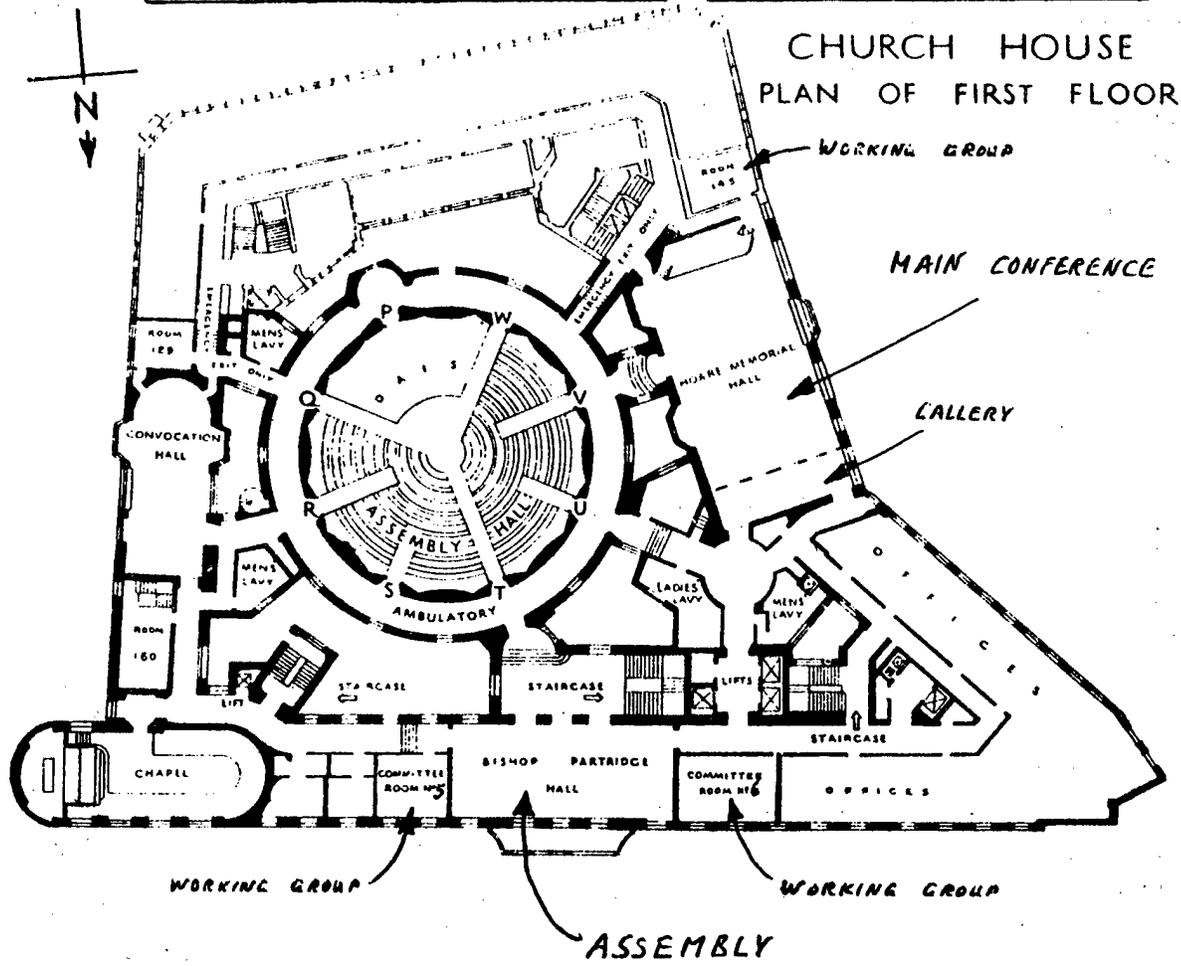 CHURCH HOUSE
PLAN OF FIRST FLOOR
N
WORKING GROUP
ROOM
145
MAIN CONFERENCE
EMERGENCY EXIT ONLY
HOARE MEMORIAL
HALL
GALLERY
ROOM
129
EMERGENCY
EXIT ONLY
MENS
LAVY
P
W
DAIS
Q
V
CONVOCATION
HALL
R
U
ASSEMBLY HALL
S
T
AMBULATORY
MENS
LAVY
LADIES'
LAVY
MENS
LAVY
OFFICES
ROOM
160
LIFT
STAIRCASE
STAIRCASE
LIFTS
STAIRCASE
CHAPEL
COMMITTEE
ROOM Nº5
BISHOP PARTRIDGE
HALL
COMMITTEE
ROOM Nº6
OFFICES
WORKING GROUP
WORKING GROUP
ASSEMBLY